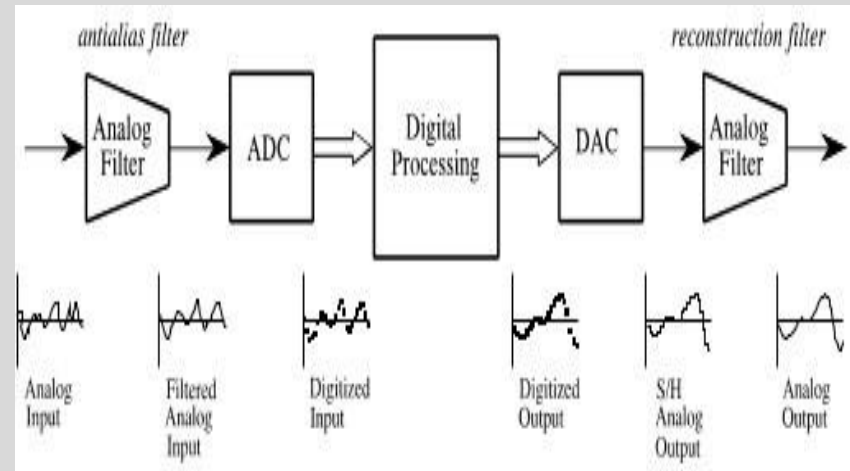 antialias filter
reconstruction filter
Analog
Filter
ADC
Digital
Processing
DAC
Analog
Filter
Analog
Input
Filtered
Analog
Input
Digitized
Input
Digitized
Output
S/H
Analog
Output
Analog
Output